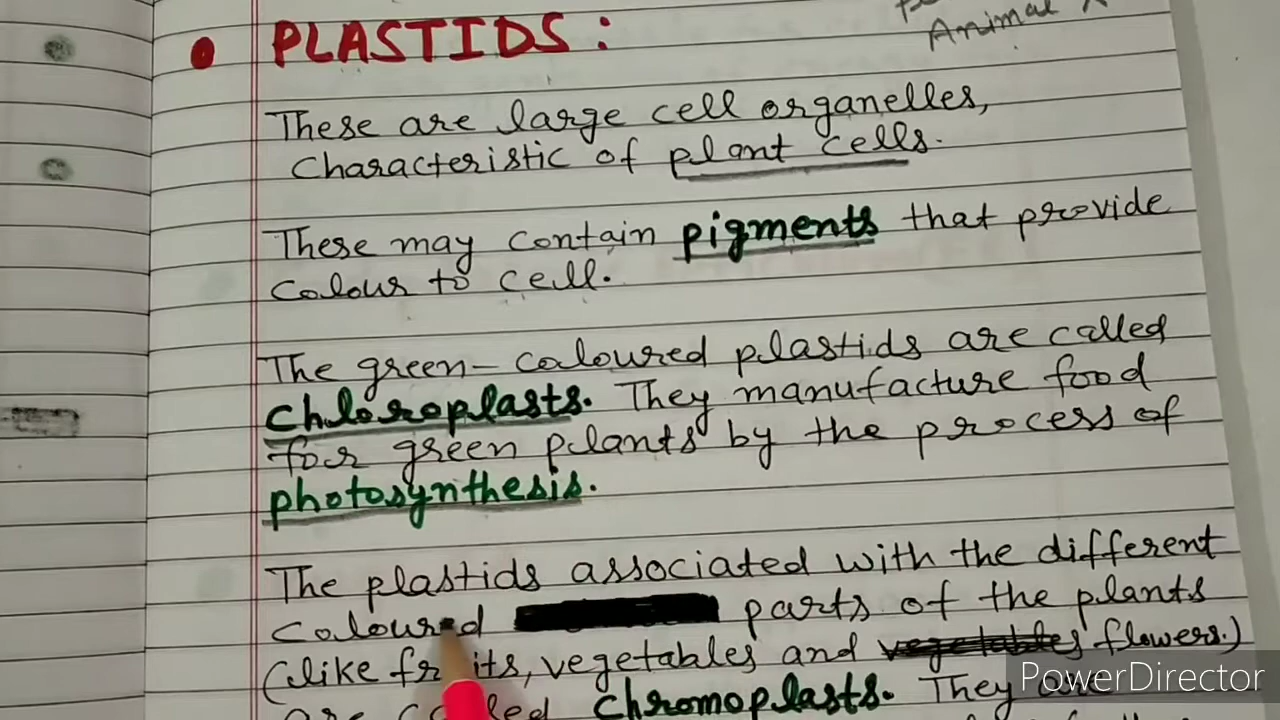 Animal X
PLASTIDS :
These are large cell organelles,
characteristic of plant cells.
These may contain pigments that provide
colour to cell.
The green-coloured plastids are called
Chloroplasts. They manufacture food
for green plants by the process of
photosynthesis.
The plastids associated with the different
coloured parts of the plants
(like fruits, vegetables and vegetables flowers.)
are called chromoplasts. They are
PowerDirector